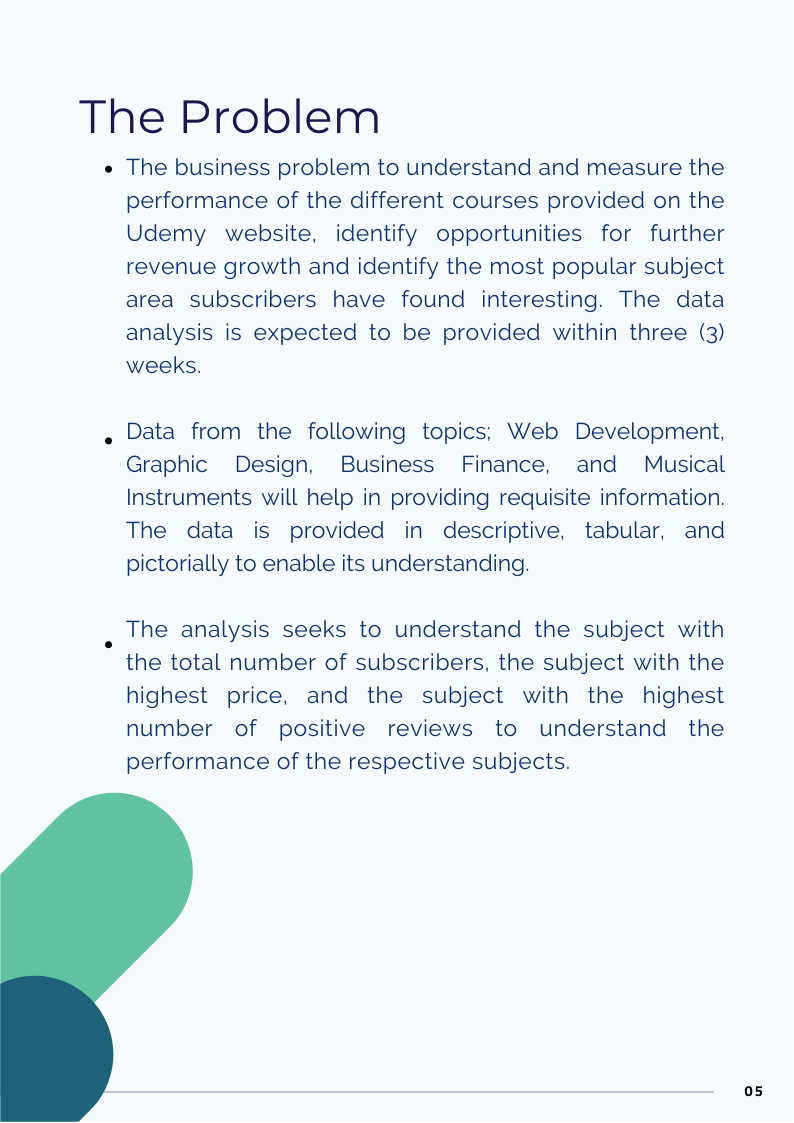 The Problem
The business problem to understand and measure the
performance of the different courses provided on the
Udemy website, identify opportunities for further
revenue growth and identify the most popular subject
area subscribers have found interesting. The data
analysis is expected to be provided within three (3)
weeks.
Data from the following topics; Web Development,
Graphic Design, Business Finance, and Musical
Instruments will help in providing requisite information.
The data is provided in descriptive, tabular, and
pictorially to enable its understanding.
The analysis seeks to understand the subject with
the total number of subscribers, the subject with the
highest price, and the subject with the highest
number of positive reviews to understand the
performance of the respective subjects.
05